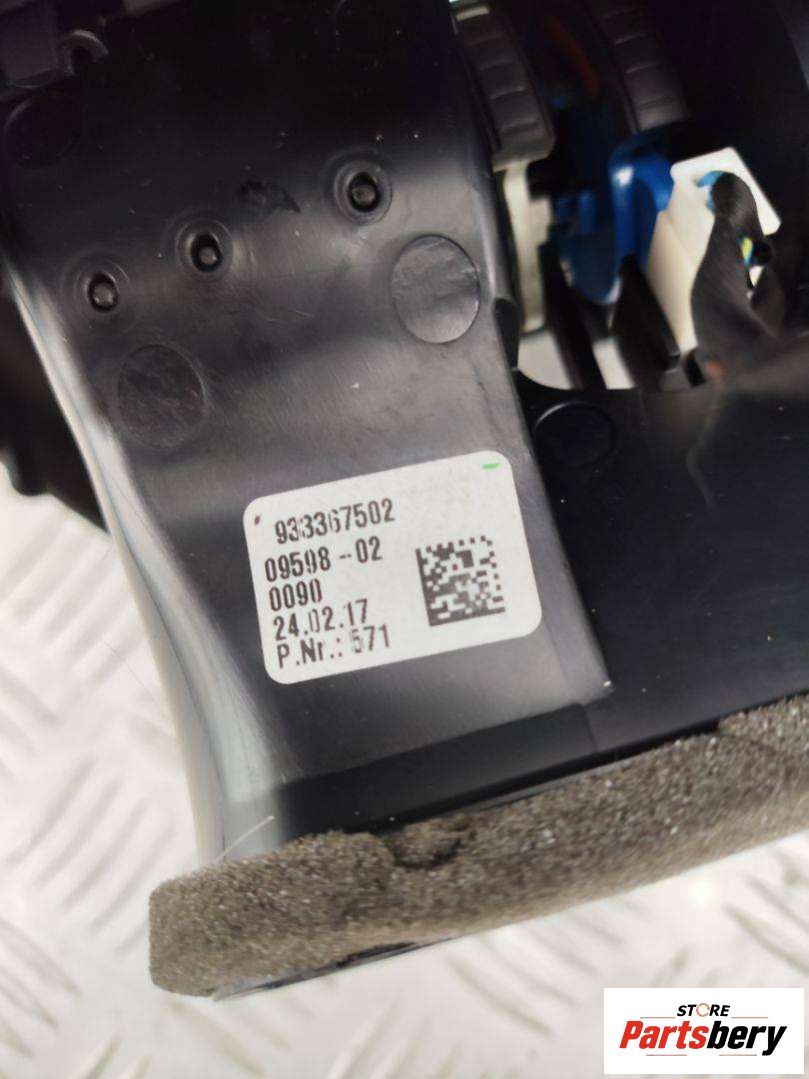 933367502
09598-02
0090
24.02.17
P.Nr.: 571
STORE
Partsbery